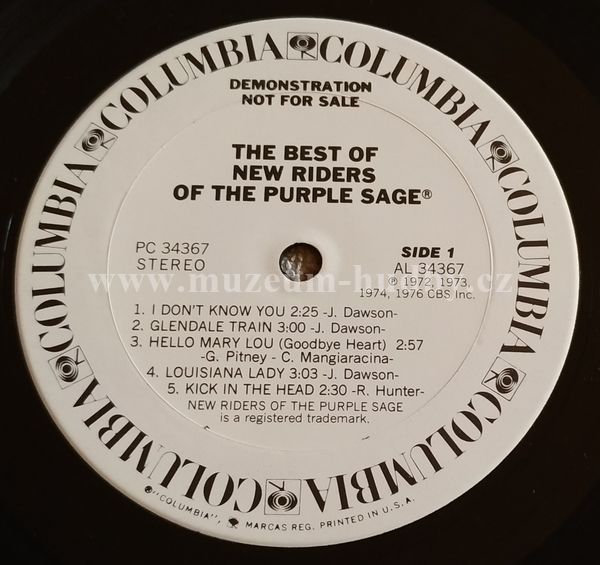 COLUMBIA COLUMBIA COLUMBIA COLUMBIA COLUMBIA COLUMBIA COLUMBIA COLUMBIA
DEMONSTRATION
NOT FOR SALE
THE BEST OF
NEW RIDERS
OF THE PURPLE SAGE®
PC 34367
STEREO
SIDE 1
AL 34367
℗ 1972, 1973,
1974, 1976 CBS Inc.
www.muzeum-hudby.cz
1. I DON'T KNOW YOU 2:25 -J. Dawson-
2. GLENDALE TRAIN 3:00 -J. Dawson-
3. HELLO MARY LOU (Goodbye Heart) 2:57
-G. Pitney - C. Mangiaracina-
4. LOUISIANA LADY 3:03 -J. Dawson-
5. KICK IN THE HEAD 2:30 -R. Hunter-
NEW RIDERS OF THE PURPLE SAGE
is a registered trademark.
® "COLUMBIA", MARCAS REG. PRINTED IN U.S.A.